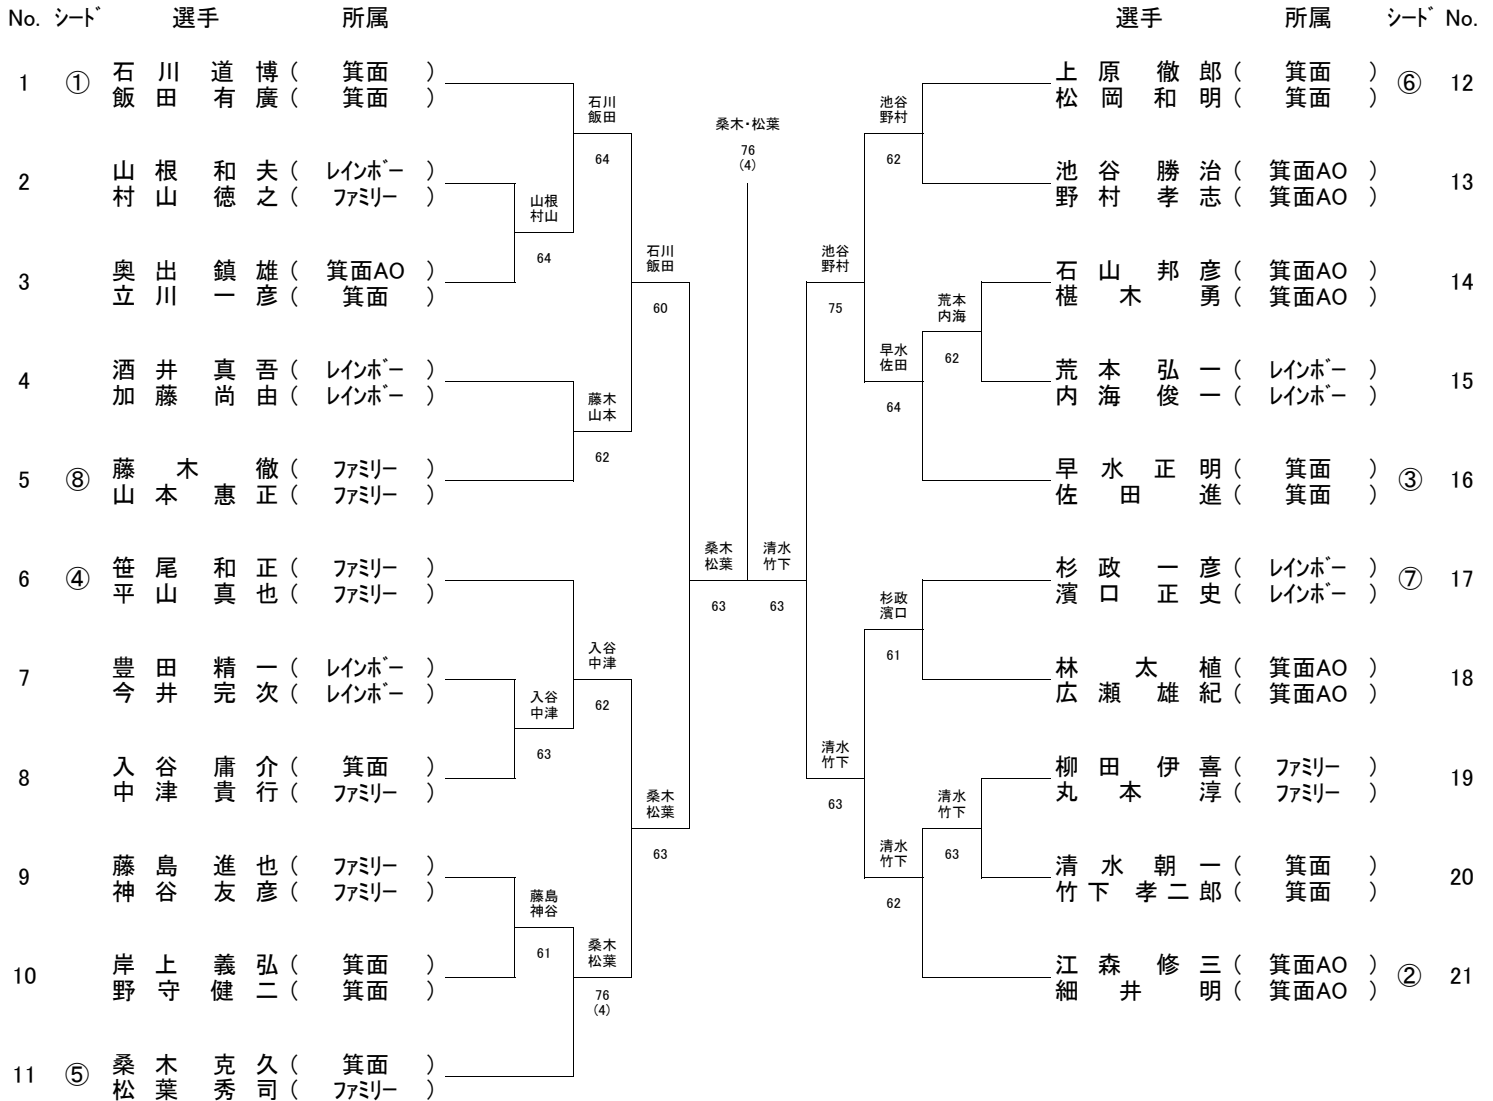 No. シード 選手 所属
1 ① 石川 道博 ( 箕面 )
飯田 有廣 ( 箕面 )
2 山根 和夫 ( レインボー )
村山 徳之 ( ファミリー )
3 奥出 鎮雄 ( 箕面AO )
立川 一彦 ( 箕面 )
4 酒井 真吾 ( レインボー )
加藤 尚由 ( レインボー )
5 ⑧ 藤木 徹 ( ファミリー )
山本 惠正 ( ファミリー )
6 ④ 笹尾 和正 ( ファミリー )
平山 真也 ( ファミリー )
7 豊田 精一 ( レインボー )
今井 完次 ( レインボー )
8 入谷 庸介 ( 箕面 )
中津 貴行 ( ファミリー )
9 藤島 進也 ( ファミリー )
神谷 友彦 ( ファミリー )
10 岸上 義弘 ( 箕面 )
野守 健二 ( 箕面 )
11 ⑤ 桑木 克久 ( 箕面 )
松葉 秀司 ( ファミリー )
山根
村山
64
入谷
中津
63
藤島
神谷
61
石川
飯田
64
藤木
山本
62
入谷
中津
62
桑木
松葉
76
(4)
石川
飯田
60
桑木
松葉
63
桑木
松葉
63
桑木・松葉
76
(4)
清水
竹下
63
池谷
野村
75
清水
竹下
63
池谷
野村
62
早水
佐田
64
杉政
濱口
61
清水
竹下
62
荒本
内海
62
清水
竹下
63
選手 所属 シード No.
上原 徹郎 ( 箕面 ) ⑥ 12
松岡 和明 ( 箕面 )
池谷 勝治 ( 箕面AO ) 13
野村 孝志 ( 箕面AO )
石山 邦彦 ( 箕面AO ) 14
椹木 勇 ( 箕面AO )
荒本 弘一 ( レインボー ) 15
内海 俊一 ( レインボー )
早水 正明 ( 箕面 ) ③ 16
佐田 進 ( 箕面 )
杉政 一彦 ( レインボー ) ⑦ 17
濱口 正史 ( レインボー )
林 太植 ( 箕面AO ) 18
広瀬 雄紀 ( 箕面AO )
柳田 伊喜 ( ファミリー ) 19
丸本 淳 ( ファミリー )
清水 朝一 ( 箕面 ) 20
竹下 孝二郎 ( 箕面 )
江森 修三 ( 箕面AO ) ② 21
細井 明 ( 箕面AO )